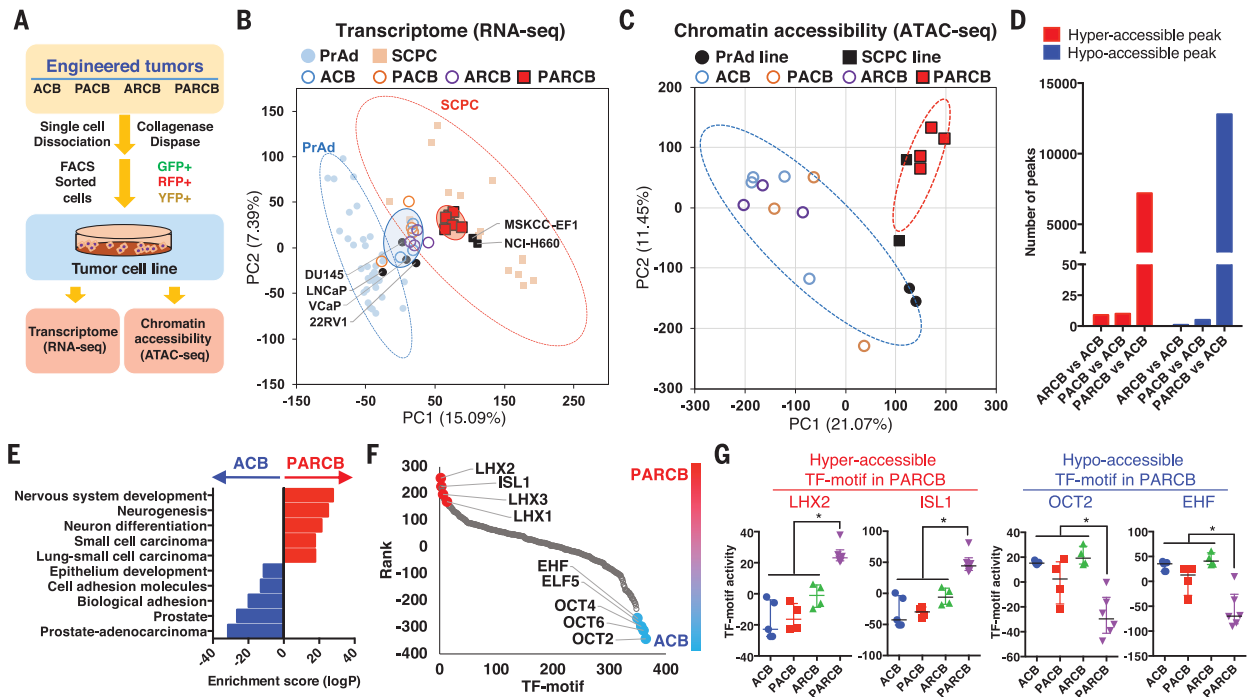 A
Engineered tumors
ACB PACB ARCB PARCB
Single cell Dissociation
Collagenase Dispase
FACS Sorted cells
GFP+
RFP+
YFP+
Tumor cell line
Transcriptome (RNA-seq)
Chromatin accessibility (ATAC-seq)
B
Transcriptome (RNA-seq)
PrAd SCPC
ACB PACB ARCB PARCB
SCPC
PrAd
MSKCC-EF1
NCI-H660
DU145
LNCaP
VCaP
22RV1
150
100
50
0
-50
-100
-150
PC2 (7.39%)
-150 -50 50 150 250
PC1 (15.09%)
C
Chromatin accessibility (ATAC-seq)
PrAd line SCPC line
ACB PACB ARCB PARCB
200
100
0
-100
-200
-300
PC2 (11.45%)
-300 -200 -100 0 100 200 300
PC1 (21.07%)
D
Hyper-accessible peak
Hypo-accessible peak
Number of peaks
15000
10000
5000
50
25
0
ARCB vs ACB
PACB vs ACB
PARCB vs ACB
ARCB vs ACB
PACB vs ACB
PARCB vs ACB
E
ACB PARCB
Nervous system development
Neurogenesis
Neuron differentiation
Small cell carcinoma
Lung-small cell carcinoma
Epithelium development
Cell adhesion molecules
Biological adhesion
Prostate
Prostate-adenocarcinoma
-40 -20 0 20 40
Enrichment score (logP)
F
300
200
100
0
-100
-200
-300
-400
Rank
LHX2
ISL1
LHX3
LHX1
EHF
ELF5
OCT4
OCT6
OCT2
0 100 200 300 400
TF-motif
PARCB
ACB
G
Hyper-accessible
TF-motif in PARCB
LHX2 ISL1
Hypo-accessible
TF-motif in PARCB
OCT2 EHF
TF-motif activity
80
60
40
20
0
-20
-40
*
ACB PACB ARCB PARCB
150
100
50
0
-50
-100
*
ACB PACB ARCB PARCB
TF-motif activity
40
20
0
-20
-40
-60
*
ACB PACB ARCB PARCB
100
50
0
-50
-100
-150
*
ACB PACB ARCB PARCB